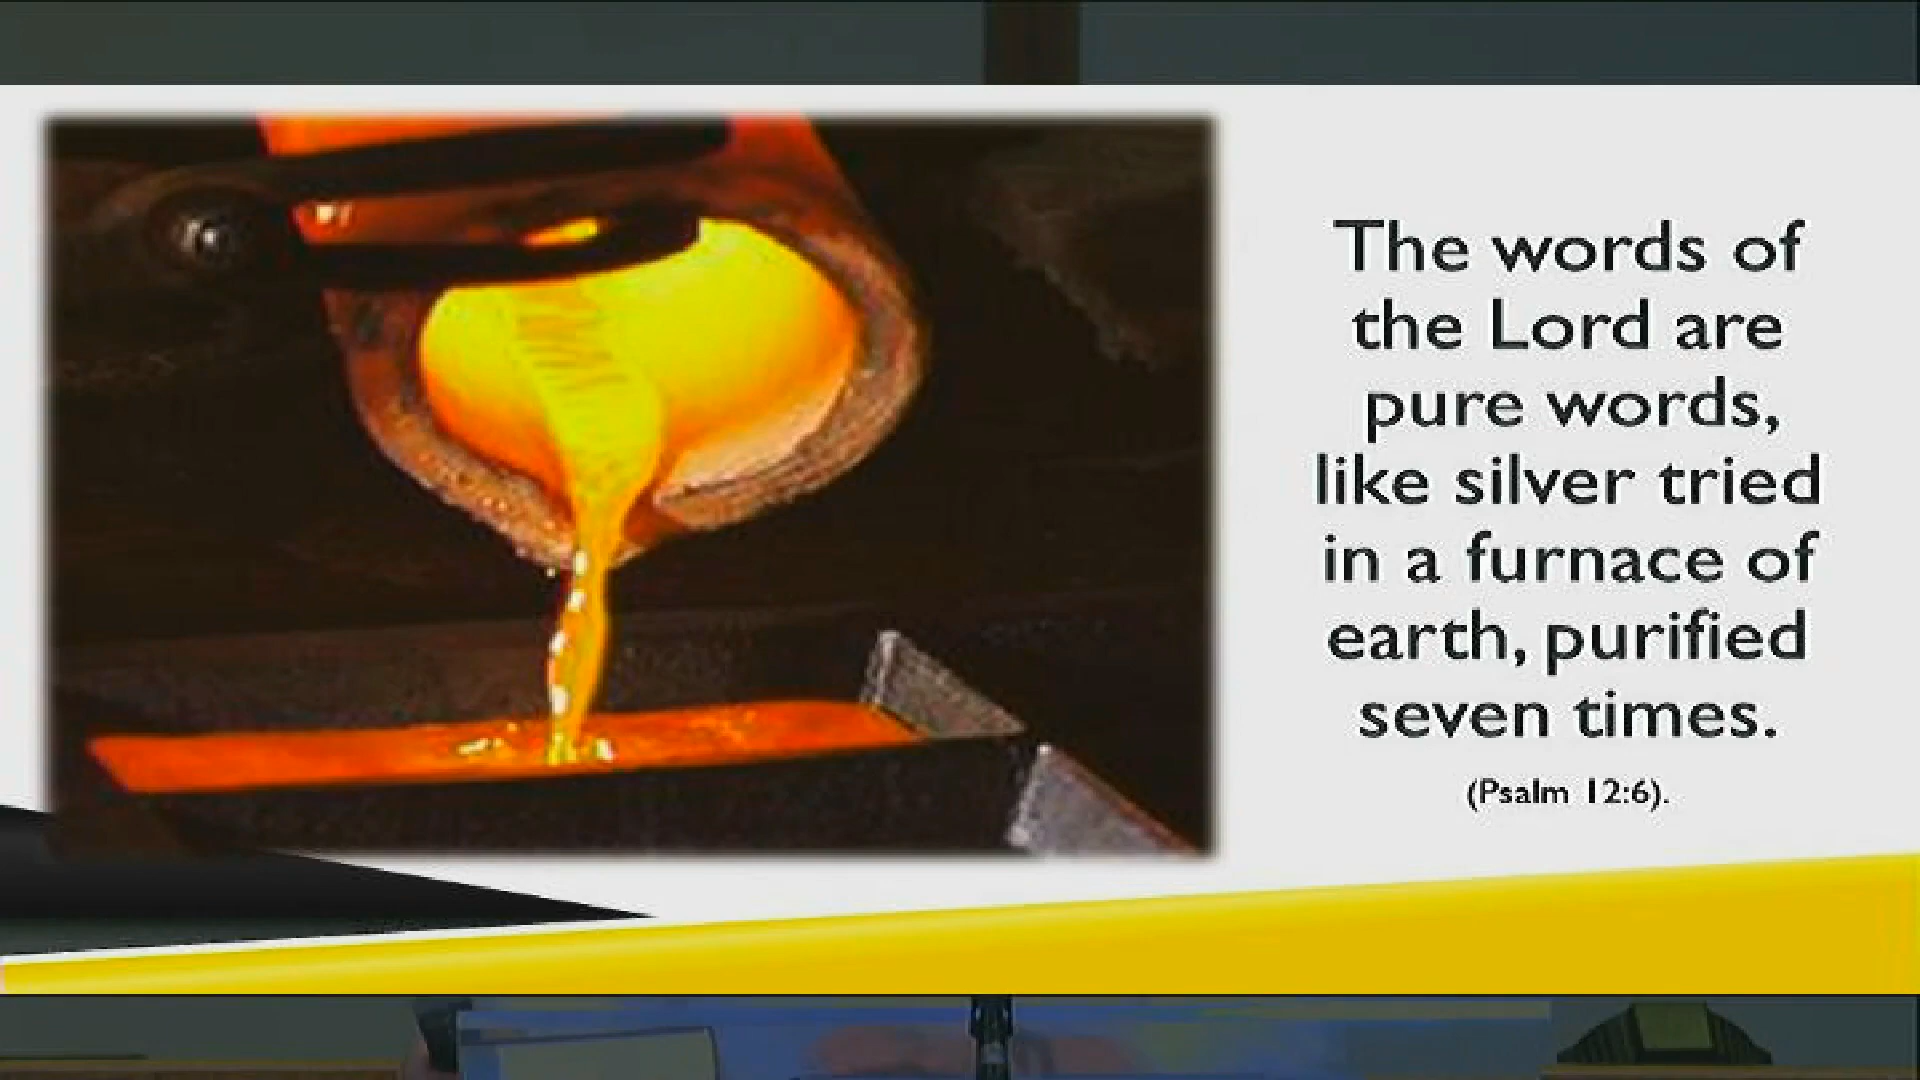 The words of
the Lord are
pure words,
like silver tried
in a furnace of
earth, purified
seven times.
(Psalm 12:6).